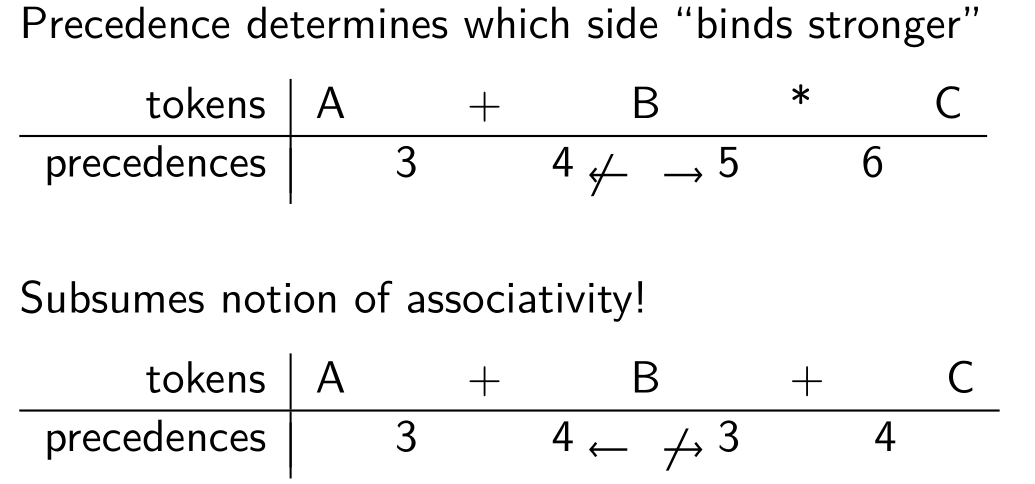 Precedence determines which side “binds stronger”
tokens A + B * C
precedences 3 4 ↚ → 5 6
Subsumes notion of associativity!
tokens A + B + C
precedences 3 4 ← ↛ 3 4